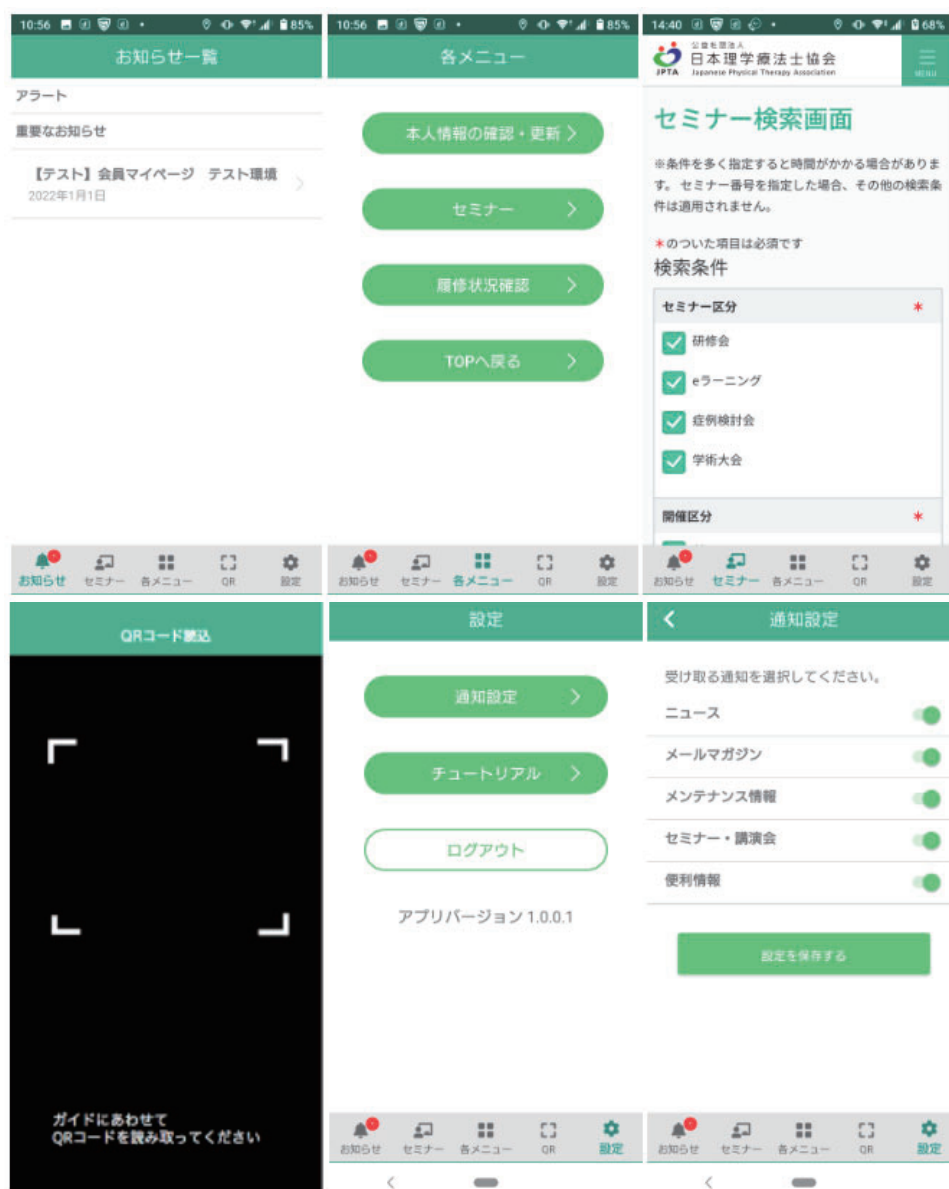 10:56
85%
お知らせ一覧
アラート
重要なお知らせ
【テスト】会員マイページ　テスト環境
2022年1月1日
お知らせ
セミナー
各メニュー
QR
設定
10:56
85%
各メニュー
本人情報の確認・更新
セミナー
履修状況確認
TOPへ戻る
お知らせ
セミナー
各メニュー
QR
設定
14:40
68%
公益社団法人
日本理学療法士協会
JPTA Japanese Physical Therapy Association
MENU
セミナー検索画面
※条件を多く指定すると時間がかかる場合がありま
す。 セミナー番号を指定した場合、その他の検索条
件は適用されません。
*のついた項目は必須です
検索条件
セミナー区分 *
研修会
eラーニング
症例検討会
学術大会
開催区分 *
お知らせ
セミナー
各メニュー
QR
設定
QRコード読込
ガイドにあわせて
QRコードを読み取ってください
設定
通知設定
チュートリアル
ログアウト
アプリバージョン 1.0.0.1
お知らせ
セミナー
各メニュー
QR
設定
通知設定
受け取る通知を選択してください。
ニュース
メールマガジン
メンテナンス情報
セミナー・講演会
便利情報
設定を保存する
お知らせ
セミナー
各メニュー
QR
設定